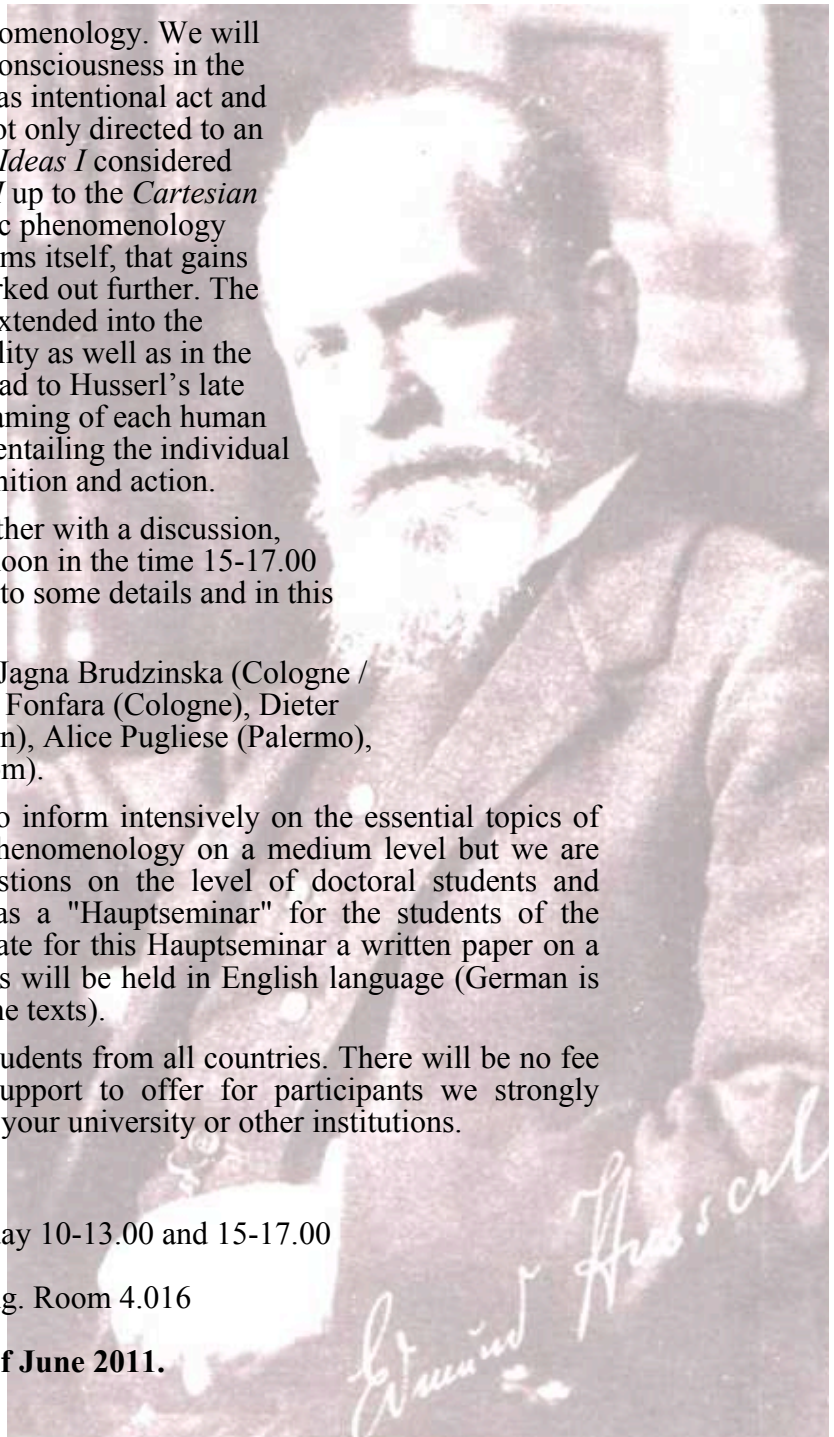 omenology. We will
onsciousness in the
as intentional act and
ot only directed to an
Ideas I considered
I up to the Cartesian
c phenomenology
ms itself, that gains
rked out further. The
xtended into the
lity as well as in the
ad to Husserl’s late
aming of each human
entailing the individual
nition and action.
ther with a discussion,
oon in the time 15-17.00
to some details and in this
Jagna Brudzinska (Cologne /
Fonfara (Cologne), Dieter
n), Alice Pugliese (Palermo),
m).
o inform intensively on the essential topics of
henomenology on a medium level but we are
stions on the level of doctoral students and
as a "Hauptseminar" for the students of the
ate for this Hauptseminar a written paper on a
s will be held in English language (German is
he texts).
udents from all countries. There will be no fee
upport to offer for participants we strongly
your university or other institutions.
ay 10-13.00 and 15-17.00
g. Room 4.016
f June 2011.
Edmund Husserl